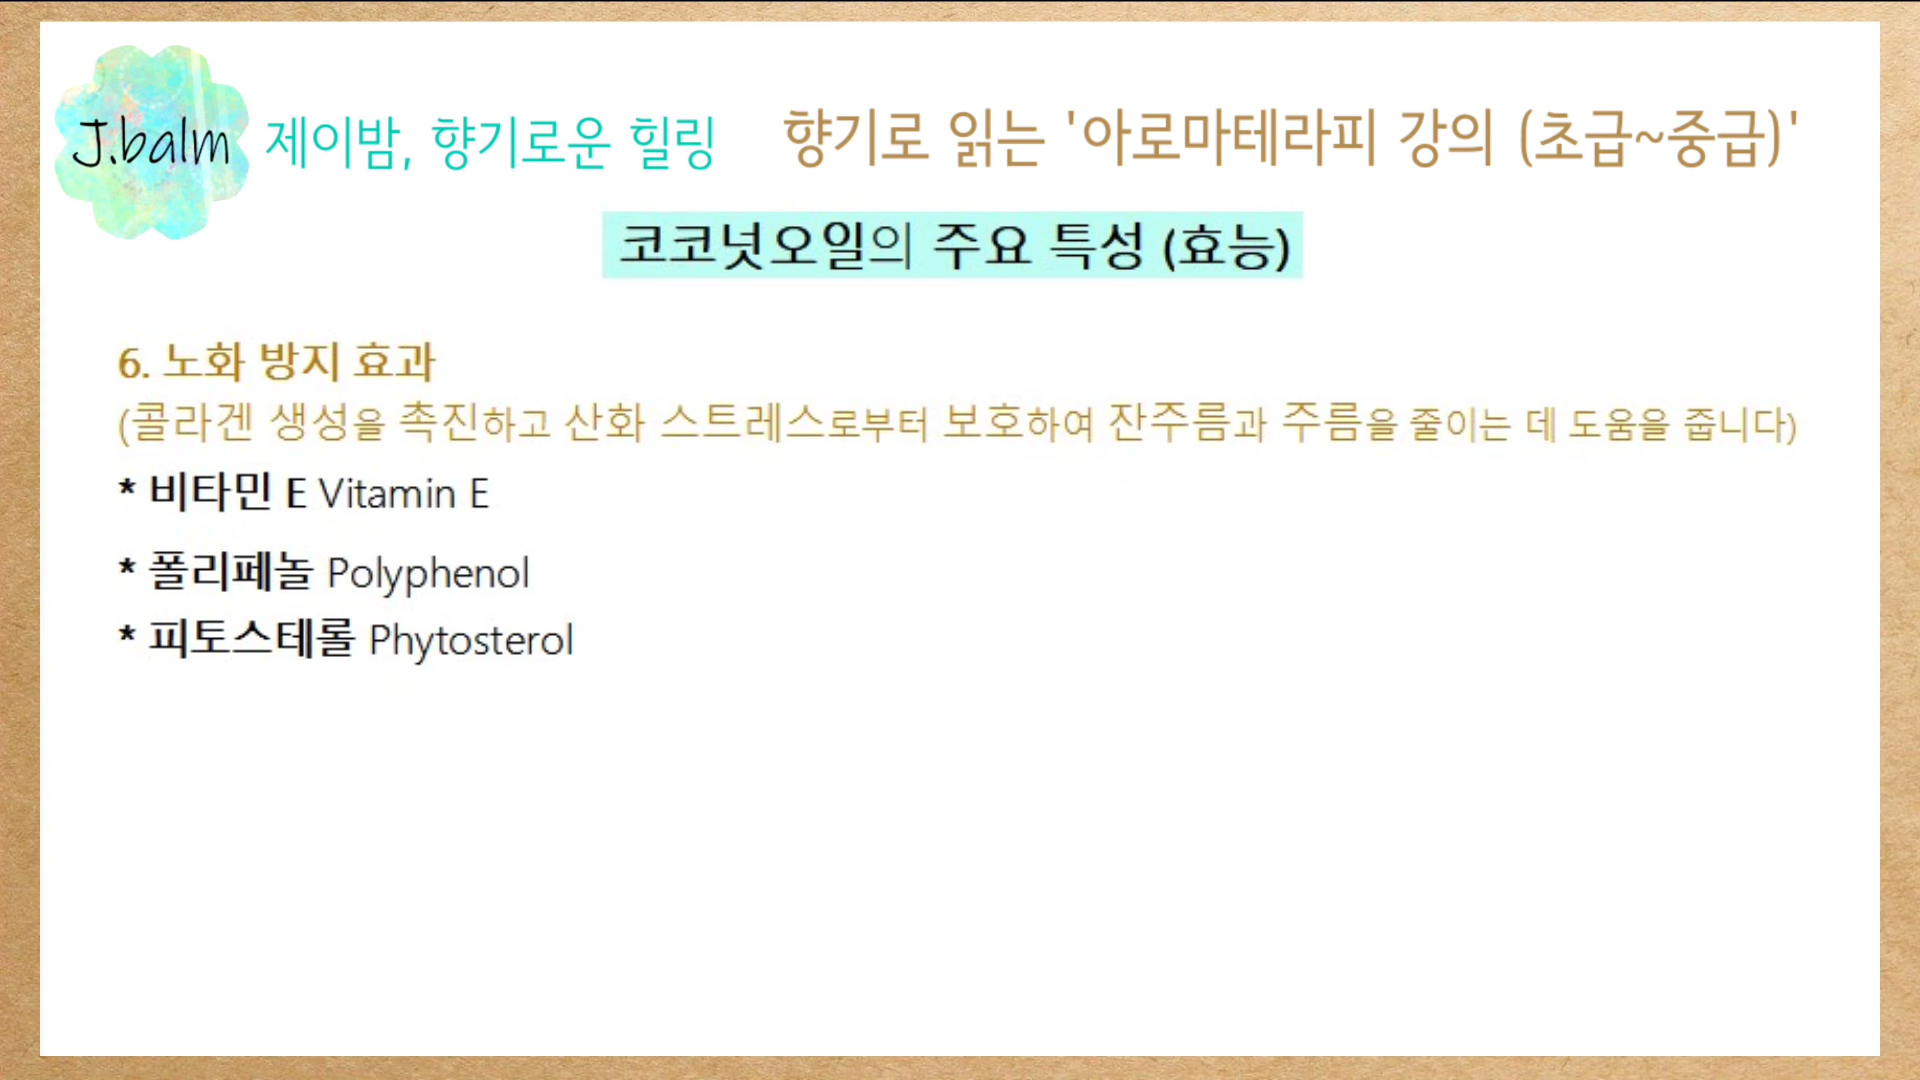 J.balm 제이밤, 향기로운 힐링 향기로 읽는 '아로마테라피 강의 (초급~중급)'
코코넛오일의 주요 특성 (효능)
6. 노화 방지 효과
(콜라겐 생성을 촉진하고 산화 스트레스로부터 보호하여 잔주름과 주름을 줄이는 데 도움을 줍니다)
* 비타민 E Vitamin E
* 폴리페놀 Polyphenol
* 피토스테롤 Phytosterol